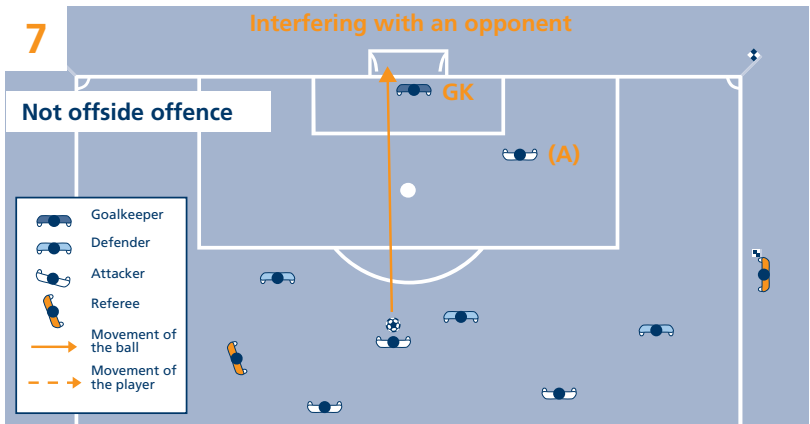 7
Interfering with an opponent
GK
Not offside offence
(A)
Goalkeeper
Defender
Attacker
Referee
Movement of
the ball
Movement of
the player